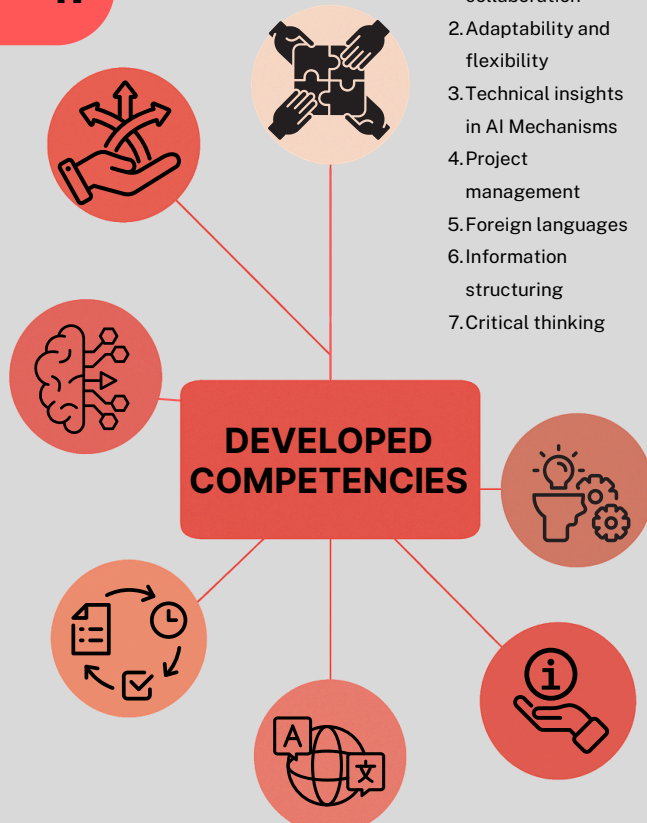 2. Adaptability and
flexibility
3. Technical insights
in AI Mechanisms
4. Project
management
5. Foreign languages
6. Information
structuring
7. Critical thinking
DEVELOPED
COMPETENCIES
i
A
文